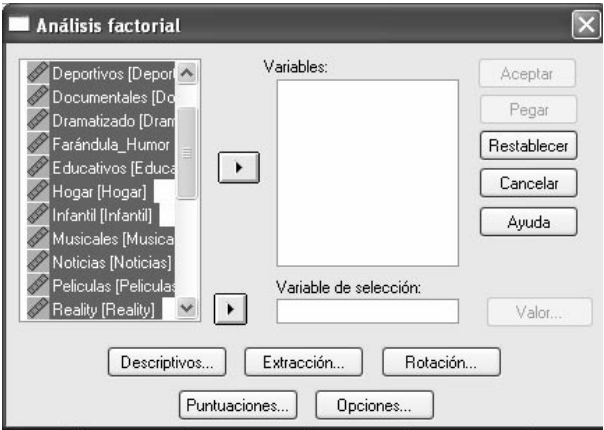 Análisis factorial
Deportivos [Depor
Documentales [Do
Dramatizado [Dram
Farándula_Humor
Educativos [Educa
Hogar [Hogar]
Infantil [Infantil]
Musicales [Musica
Noticias [Noticias]
Peliculas [Peliculas
Reality [Reality]
Variables:
Variable de selección:
Aceptar
Pegar
Restablecer
Cancelar
Ayuda
Valor...
Descriptivos...
Extracción...
Rotación...
Puntuaciones...
Opciones...